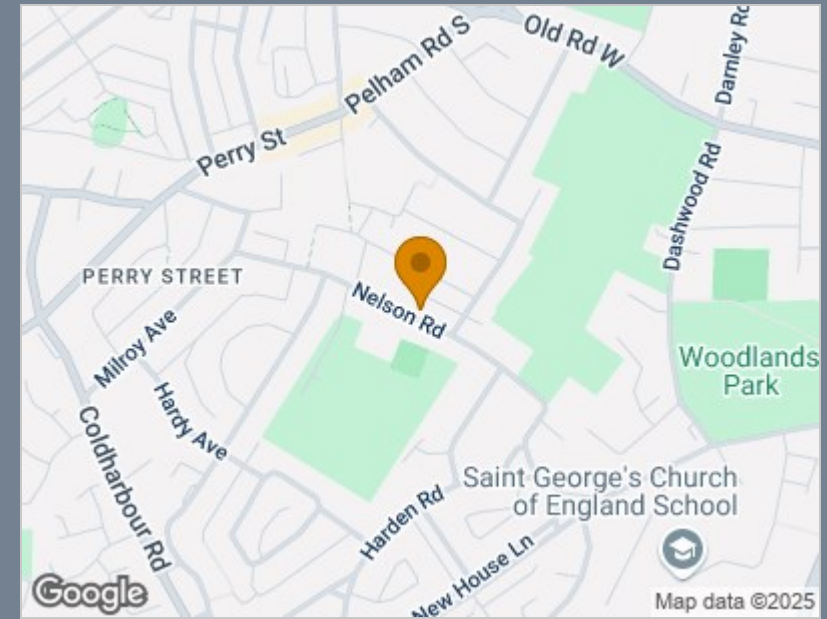 Old Rd W
Pelham Rd S
Darnley Rd
Perry St
Dashwood Rd
PERRY STREET
Nelson Rd
Milroy Ave
Woodlands
Park
Hardy Ave
Coldharbour Rd
Saint George's Church
of England School
Harden Rd
New House Ln
Google
Map data ©2025